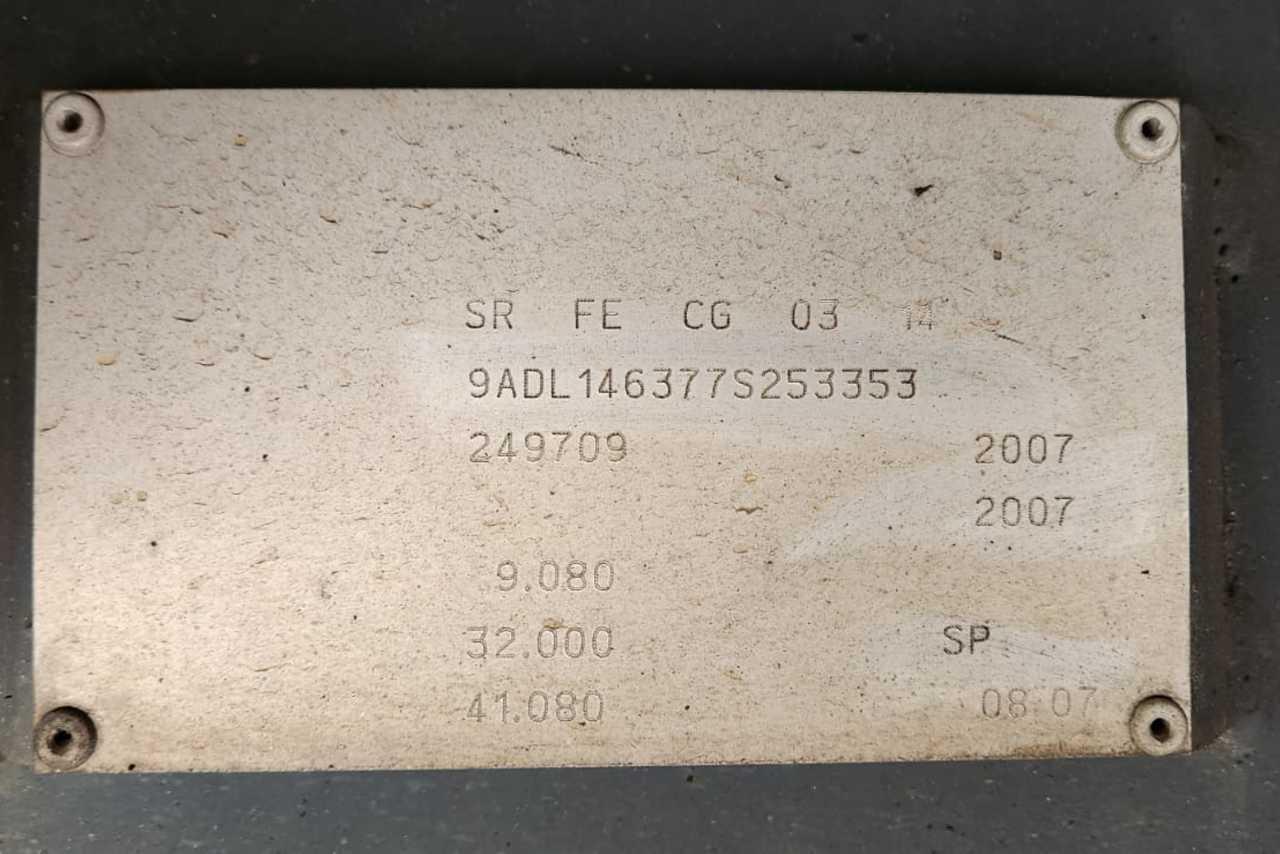 SR FE CG 03 14
9ADL146377S253353
249709 2007
2007
9.080
32.000 SP
41.080 08 07